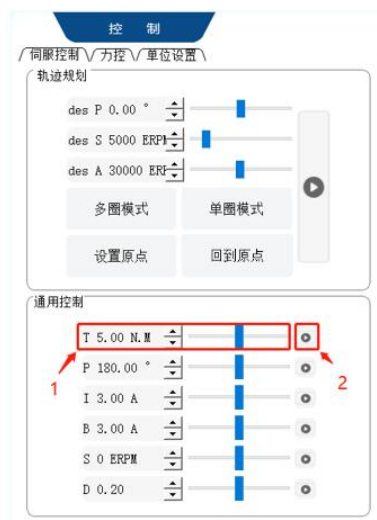 控 制
伺服控制 力控 单位设置
轨迹规划
des P 0.00 °
des S 5000 ERPM
des A 30000 ERF
多圈模式 单圈模式
设置原点 回到原点
通用控制
T 5.00 N.M
P 180.00 °
1 2
I 3.00 A
B 3.00 A
S 0 ERPM
D 0.20